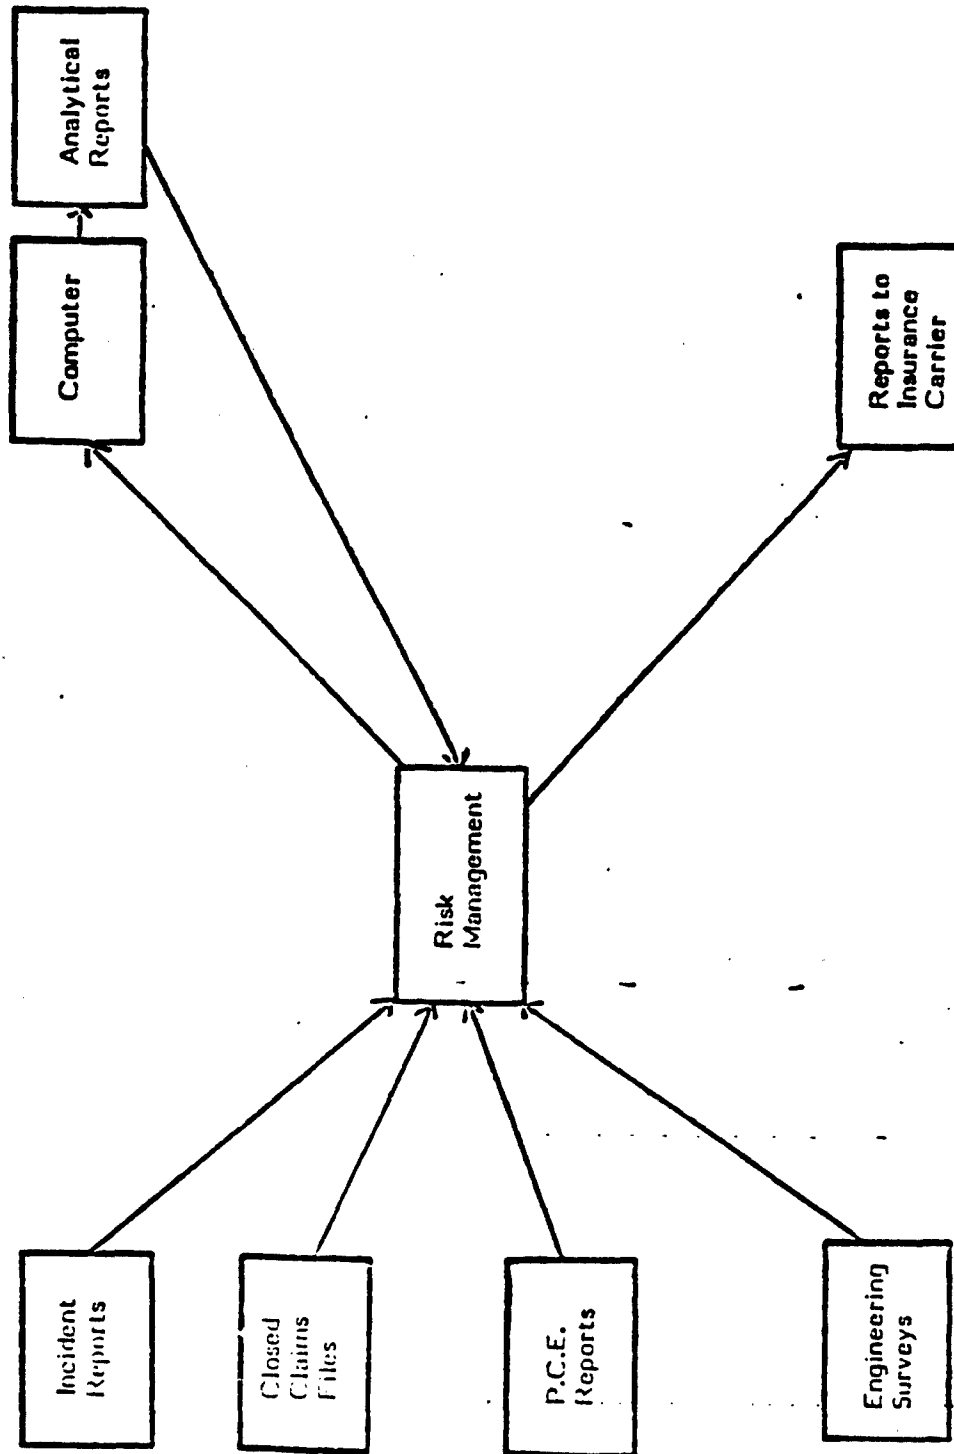 Incident
Reports
Closed
Claims
Files
P.C.E.
Reports
Engineering
Surveys
Risk
Management
Computer
Analytical
Reports
Reports to
Insurance
Carrier